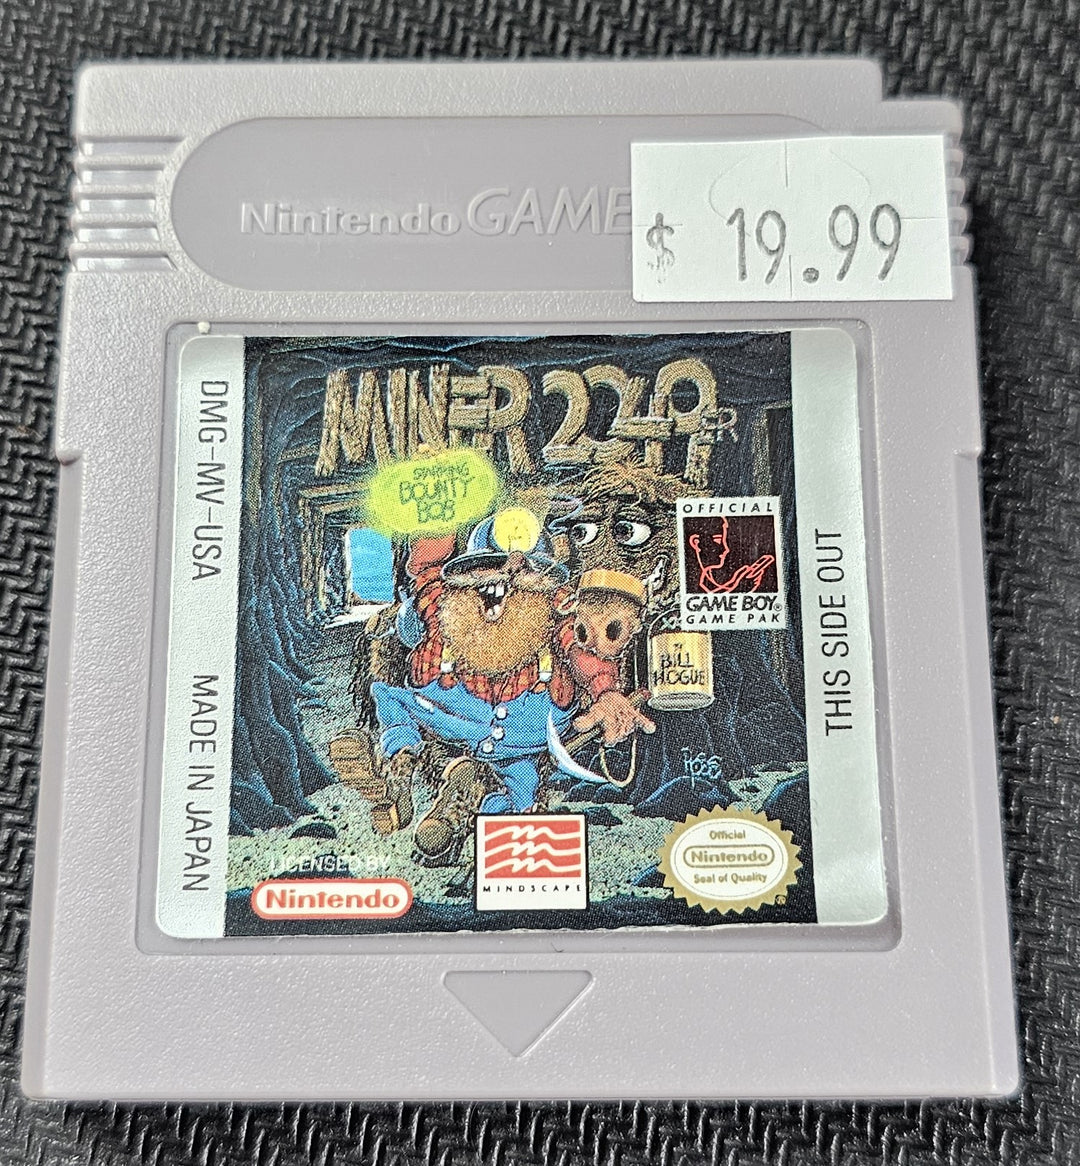 Nintendo GAME
$ 19.99
DMG-MV-USA
MADE IN JAPAN
MINER 2249ER
STARRING
BOUNTY
BOB
OFFICIAL
GAME BOY®
GAME PAK
BILL
HOGUE
THIS SIDE OUT
LICENSED BY
Nintendo
MINDSCAPE
Official
Nintendo
Seal of Quality